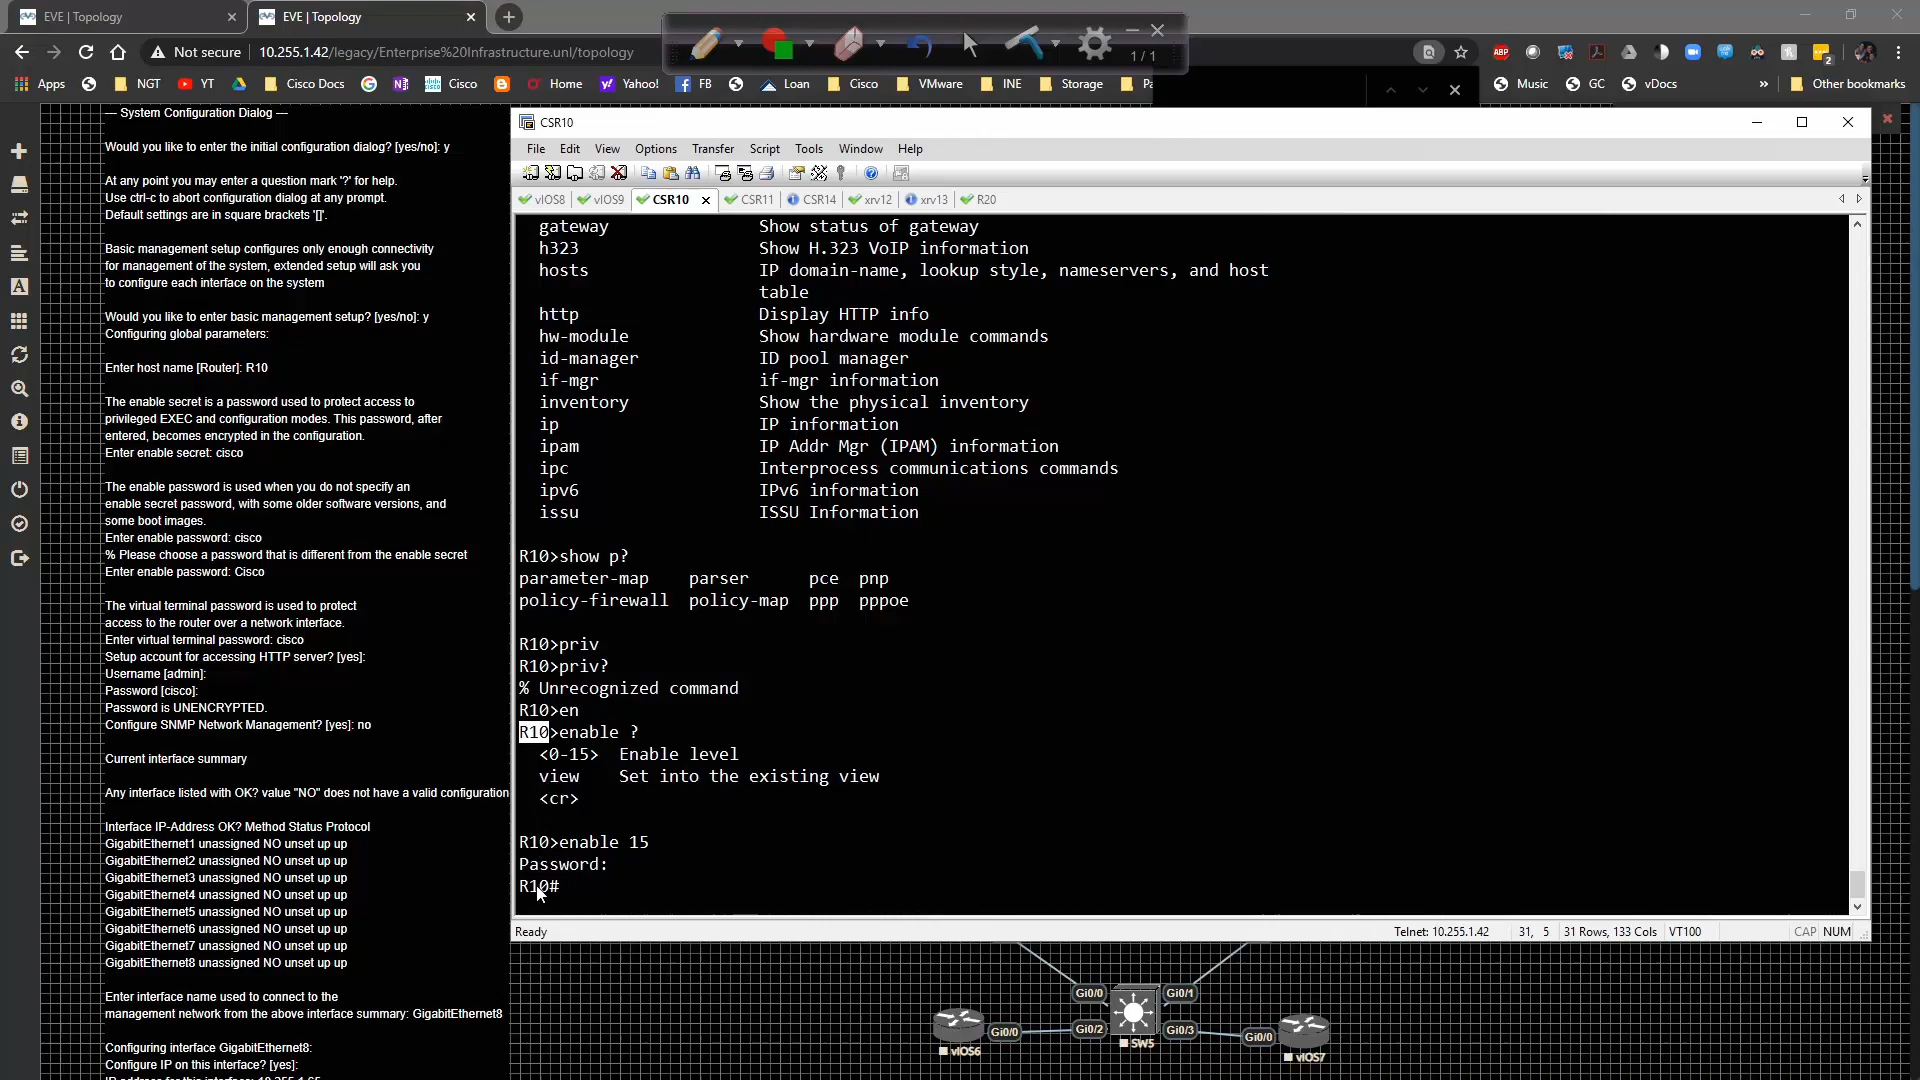 EVE | Topology
EVE | Topology
Not secure
10.255.1.42/legacy/Enterprise%20Infrastructure.unl/topology
1 / 1
Apps
NGT
YT
Cisco Docs
Cisco
Home
Yahoo!
FB
Loan
Cisco
VMware
INE
Storage
Music
GC
vDocs
»
Other bookmarks
— System Configuration Dialog —
Would you like to enter the initial configuration dialog? [yes/no]: y
At any point you may enter a question mark '?' for help.
Use ctrl-c to abort configuration dialog at any prompt.
Default settings are in square brackets '[]'.
Basic management setup configures only enough connectivity
for management of the system, extended setup will ask you
to configure each interface on the system
Would you like to enter basic management setup? [yes/no]: y
Configuring global parameters:
Enter host name [Router]: R10
The enable secret is a password used to protect access to
privileged EXEC and configuration modes. This password, after
entered, becomes encrypted in the configuration.
Enter enable secret: cisco
The enable password is used when you do not specify an
enable secret password, with some older software versions, and
some boot images.
Enter enable password: cisco
% Please choose a password that is different from the enable secret
Enter enable password: Cisco
The virtual terminal password is used to protect
access to the router over a network interface.
Enter virtual terminal password: cisco
Setup account for accessing HTTP server? [yes]:
Username [admin]:
Password [cisco]:
Password is UNENCRYPTED.
Configure SNMP Network Management? [yes]: no
Current interface summary
Any interface listed with OK? value "NO" does not have a valid configuration
Interface IP-Address OK? Method Status Protocol
GigabitEthernet1 unassigned NO unset up up
GigabitEthernet2 unassigned NO unset up up
GigabitEthernet3 unassigned NO unset up up
GigabitEthernet4 unassigned NO unset up up
GigabitEthernet5 unassigned NO unset up up
GigabitEthernet6 unassigned NO unset up up
GigabitEthernet7 unassigned NO unset up up
GigabitEthernet8 unassigned NO unset up up
Enter interface name used to connect to the
management network from the above interface summary: GigabitEthernet8
Configuring interface GigabitEthernet8:
Configure IP on this interface? [yes]:
CSR10
File Edit View Options Transfer Script Tools Window Help
vIOS8 vIOS9 CSR10 CSR11 CSR14 xrv12 xrv13 R20
gateway Show status of gateway
h323 Show H.323 VoIP information
hosts IP domain-name, lookup style, nameservers, and host
table
http Display HTTP info
hw-module Show hardware module commands
id-manager ID pool manager
if-mgr if-mgr information
inventory Show the physical inventory
ip IP information
ipam IP Addr Mgr (IPAM) information
ipc Interprocess communications commands
ipv6 IPv6 information
issu ISSU Information
R10>show p?
parameter-map parser pce pnp
policy-firewall policy-map ppp pppoe
R10>priv
R10>priv?
% Unrecognized command
R10>en
R10>enable ?
<0-15> Enable level
view Set into the existing view
<cr>
R10>enable 15
Password:
R10#
Ready
Telnet: 10.255.1.42 31, 5 31 Rows, 133 Cols VT100 CAP NUM
Gi0/0
Gi0/1
Gi0/0
Gi0/2
Gi0/3
Gi0/0
vIOS6
SW5
vIOS7